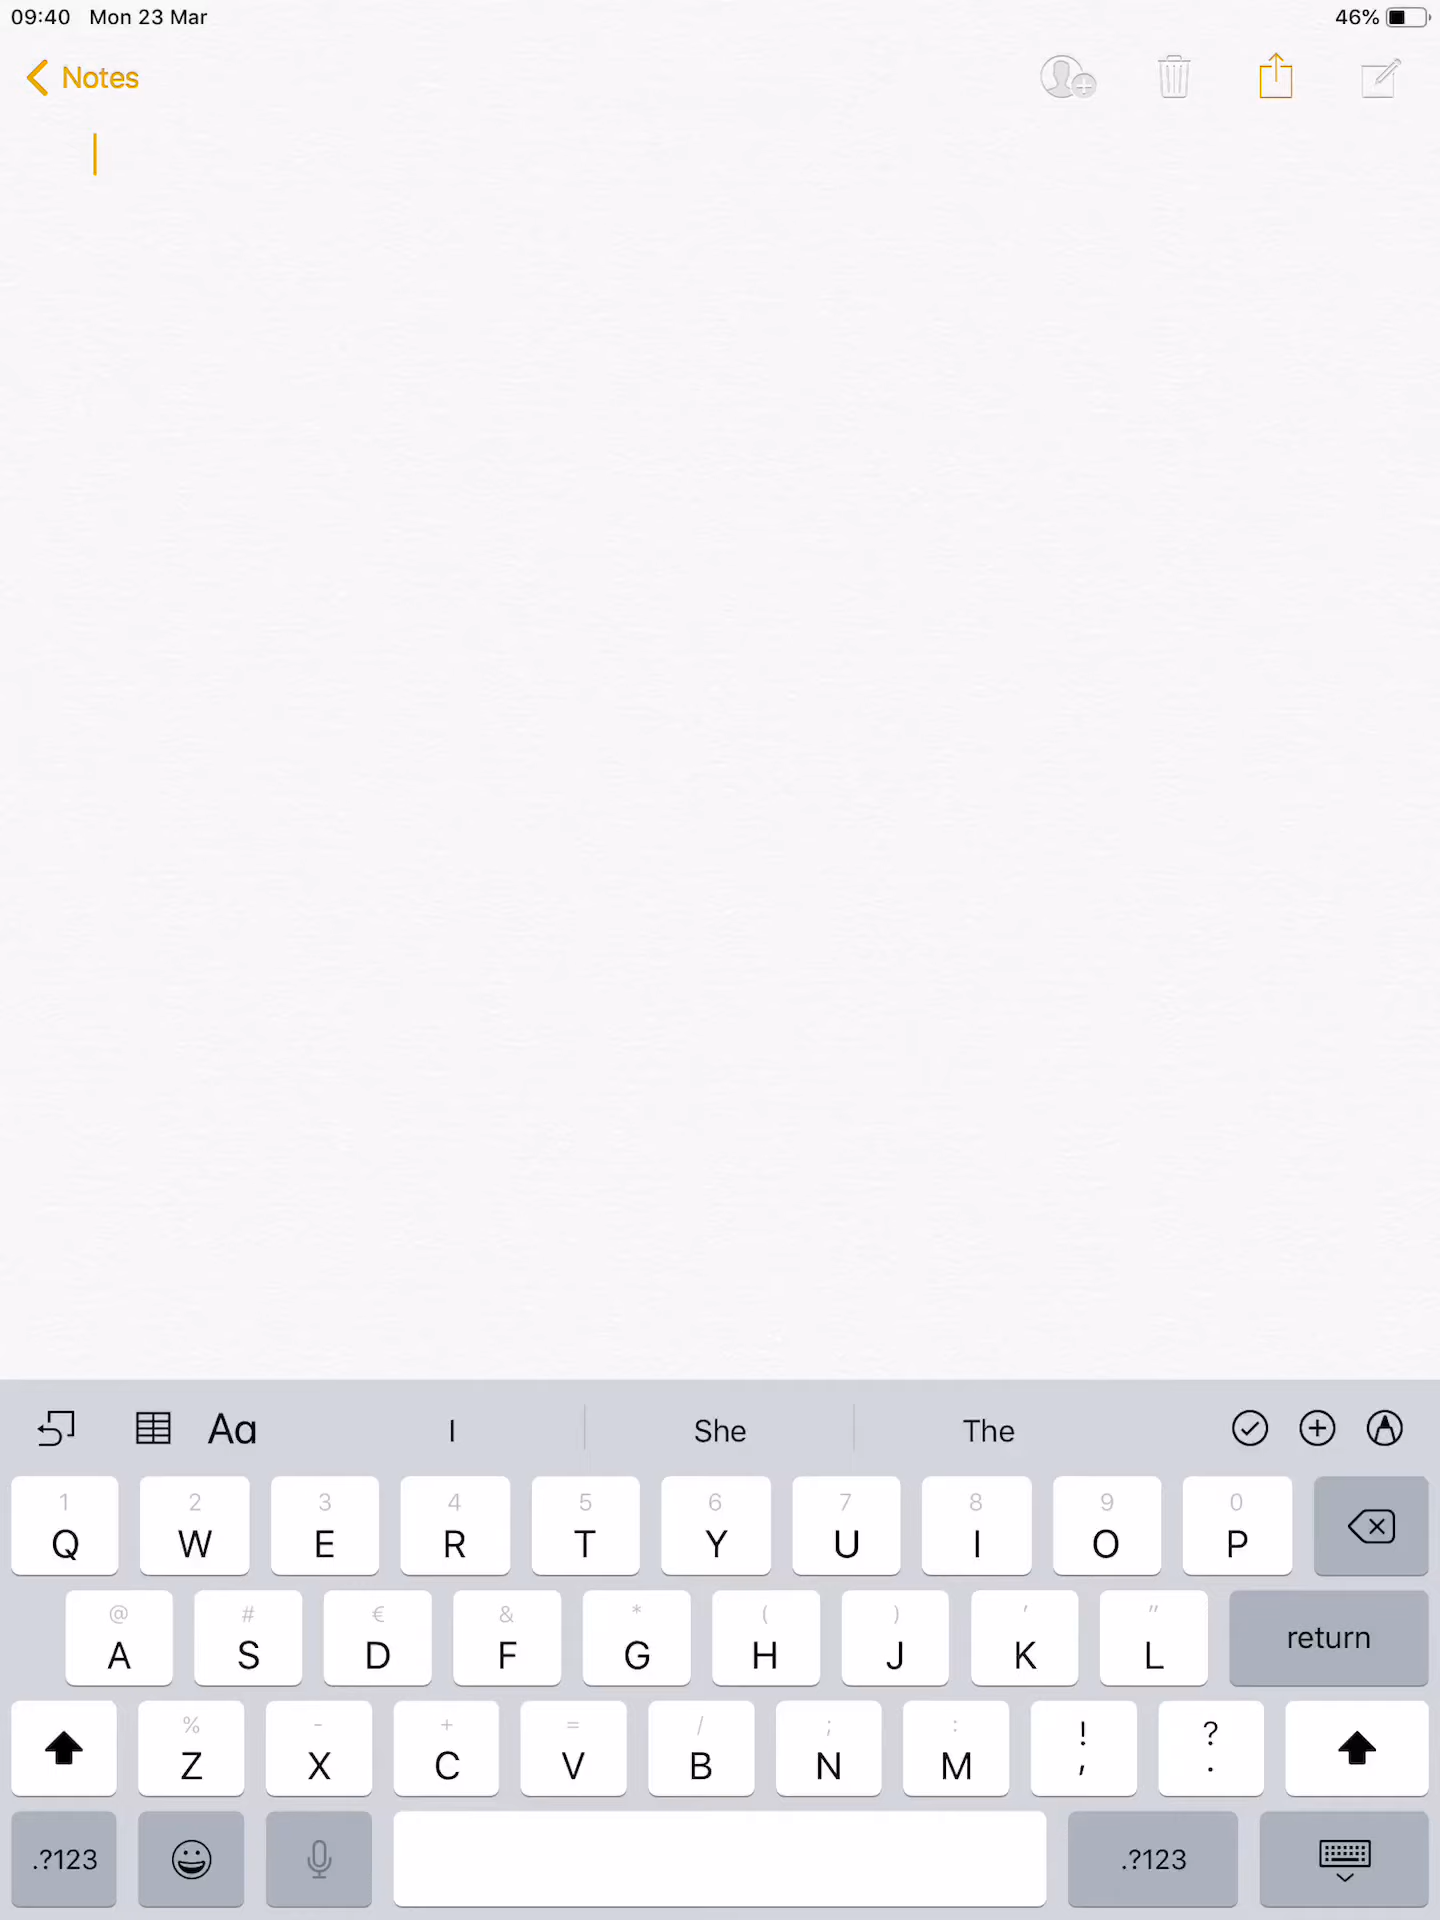 09:40 Mon 23 Mar 46%
Notes
Aa I She The
1 2 3 4 5 6 7 8 9 0
Q W E R T Y U I O P
@ # € & * ( ) ' "
A S D F G H J K L return
% - + = / ; : ! ?
Z X C V B N M , .
.?123 .?123